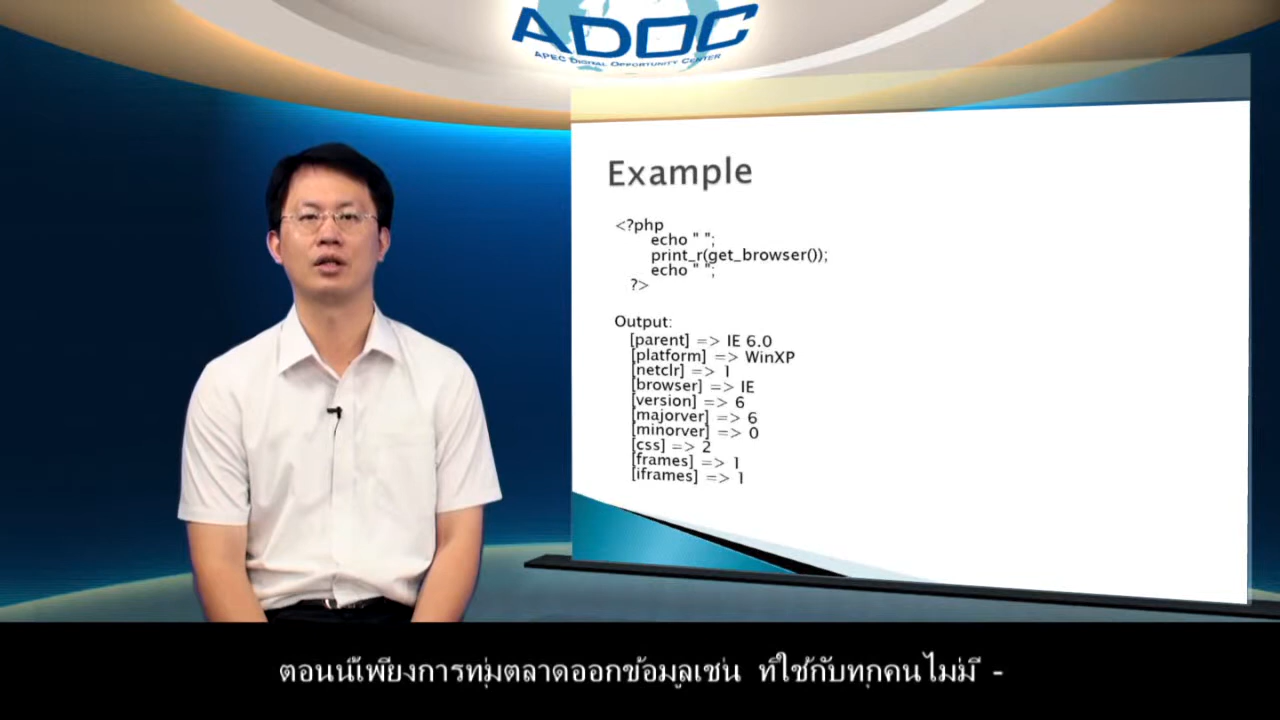 ADOC
APEC DIGITAL OPPORTUNITY CENTER
Example
<?php
echo " ";
print_r(get_browser());
echo " ";
?>
Output:
[parent] => IE 6.0
[platform] => WinXP
[netclr] => 1
[browser] => IE
[version] => 6
[majorver] => 6
[minorver] => 0
[css] => 2
[frames] => 1
[iframes] => 1
ตอนนี้เพียงการทุ่มตลาดออกข้อมูลเช่น ที่ใช้กับทุกคนไม่มี -